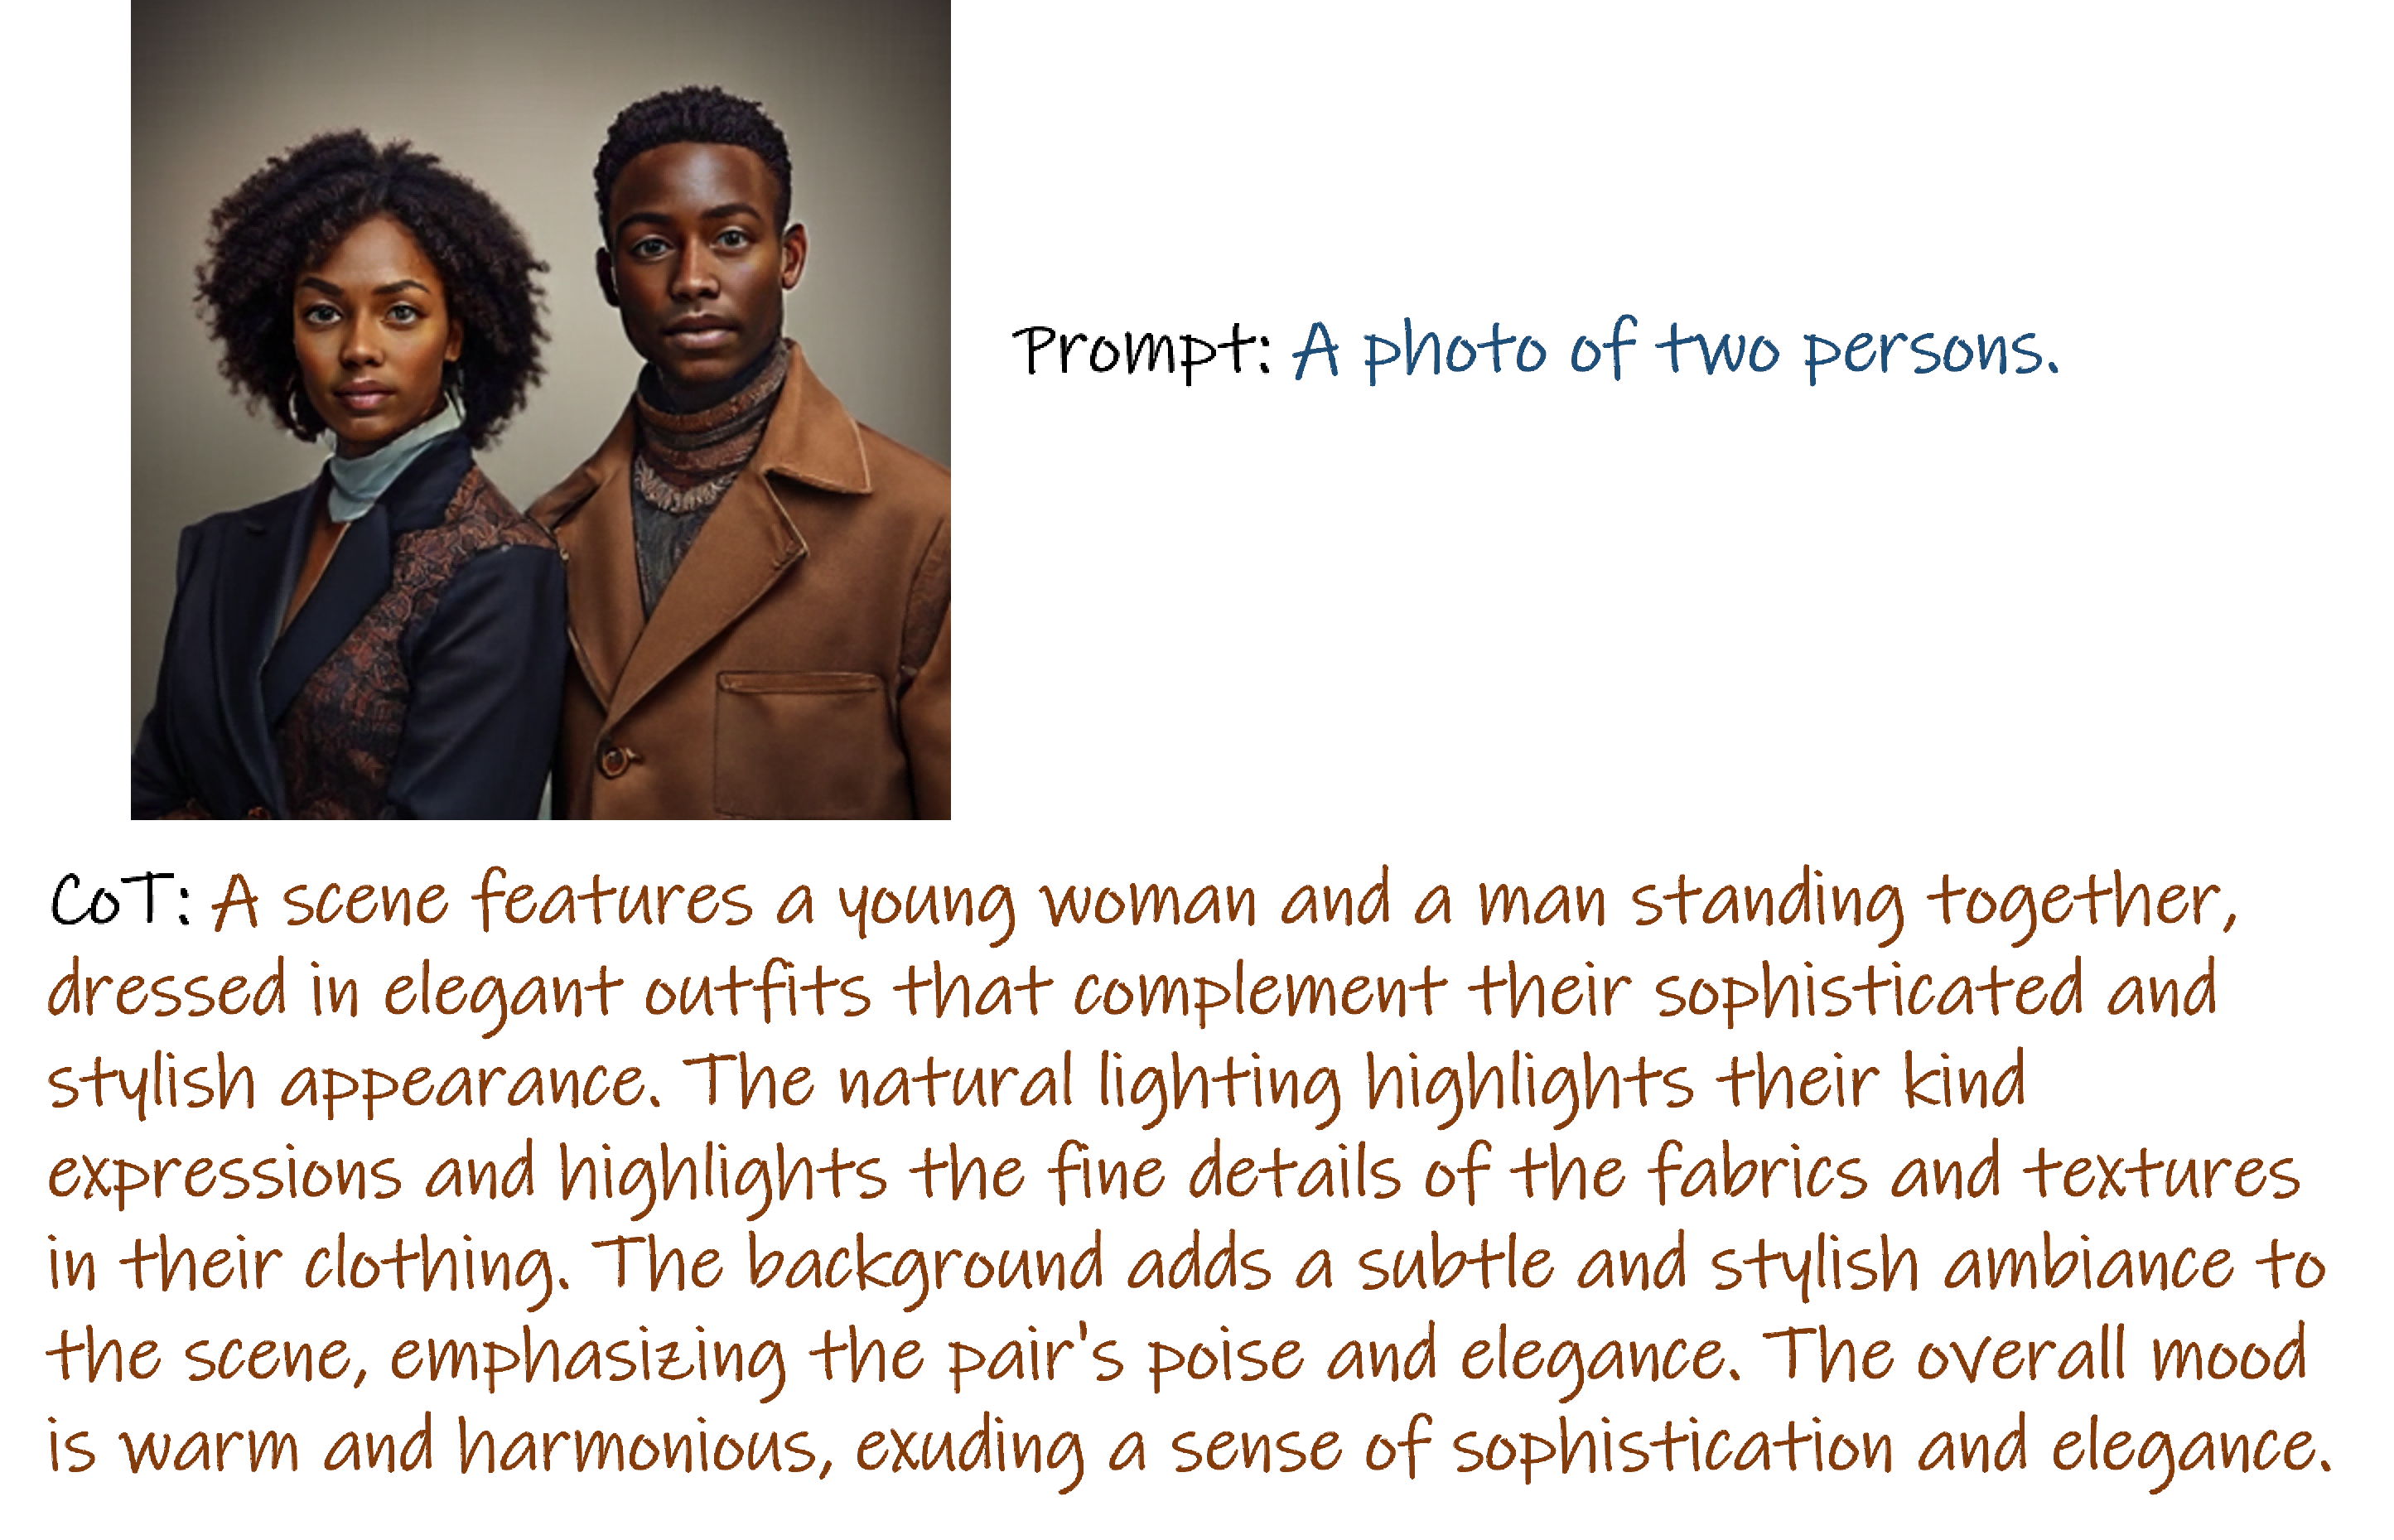 Prompt: A photo of two persons.
CoT: A scene features a young woman and a man standing together,
dressed in elegant outfits that complement their sophisticated and
stylish appearance. The natural lighting highlights their kind
expressions and highlights the fine details of the fabrics and textures
in their clothing. The background adds a subtle and stylish ambiance to
the scene, emphasizing the pair's poise and elegance. The overall mood
is warm and harmonious, exuding a sense of sophistication and elegance.